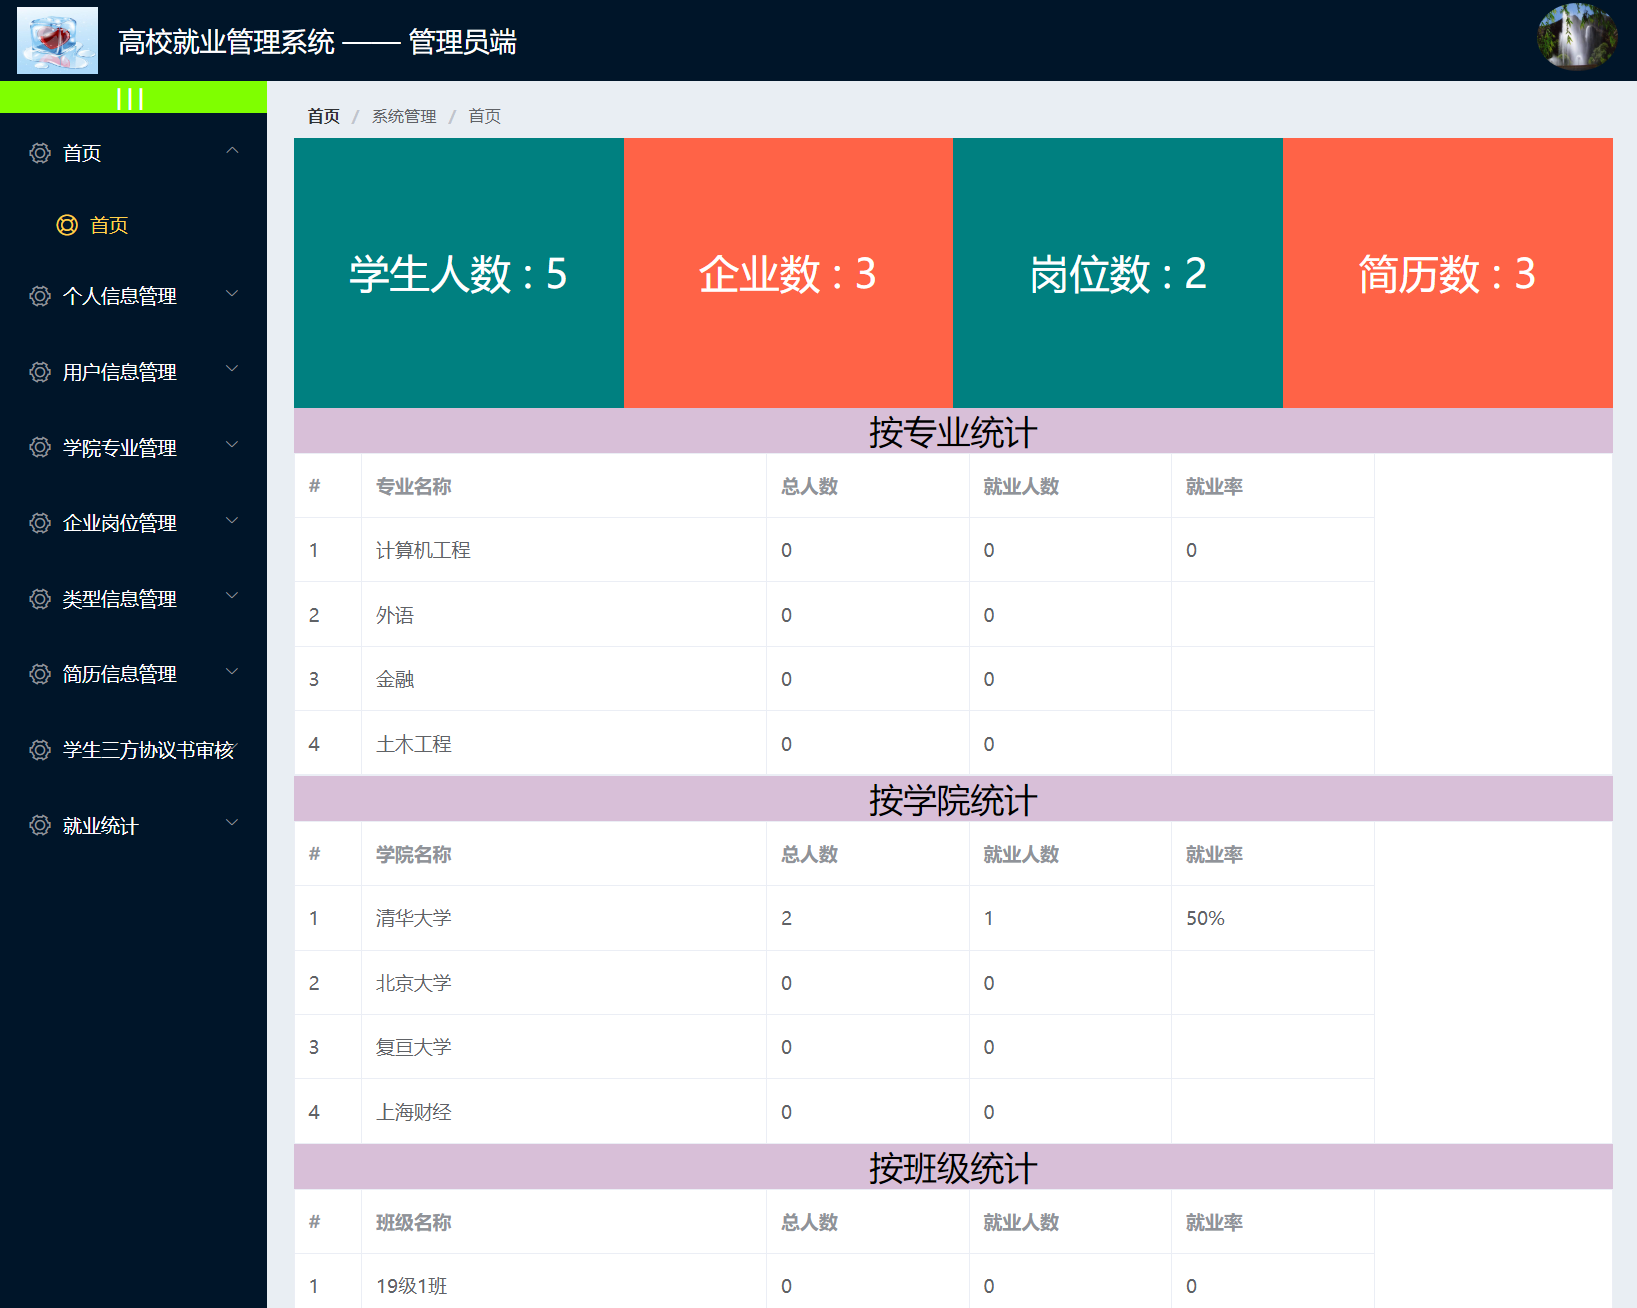 高校就业管理系统 —— 管理员端
|||
首页
首页
个人信息管理
用户信息管理
学院专业管理
企业岗位管理
类型信息管理
简历信息管理
学生三方协议书审核
就业统计
首页 / 系统管理 / 首页
学生人数 : 5 企业数 : 3 岗位数 : 2 简历数 : 3
按专业统计
# 专业名称 总人数 就业人数 就业率
1 计算机工程 0 0 0
2 外语 0 0
3 金融 0 0
4 土木工程 0 0
按学院统计
# 学院名称 总人数 就业人数 就业率
1 清华大学 2 1 50%
2 北京大学 0 0
3 复亘大学 0 0
4 上海财经 0 0
按班级统计
# 班级名称 总人数 就业人数 就业率
1 19级1班 0 0 0